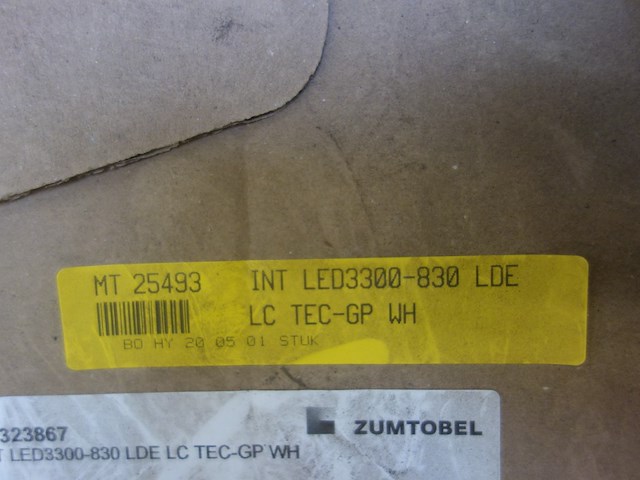 MT 25493 INT LED3300-830 LDE
LC TEC-GP WH
BO HY 20 05 01 STUK
ZUMTOBEL
323867
LED3300-830 LDE LC TEC-GP WH